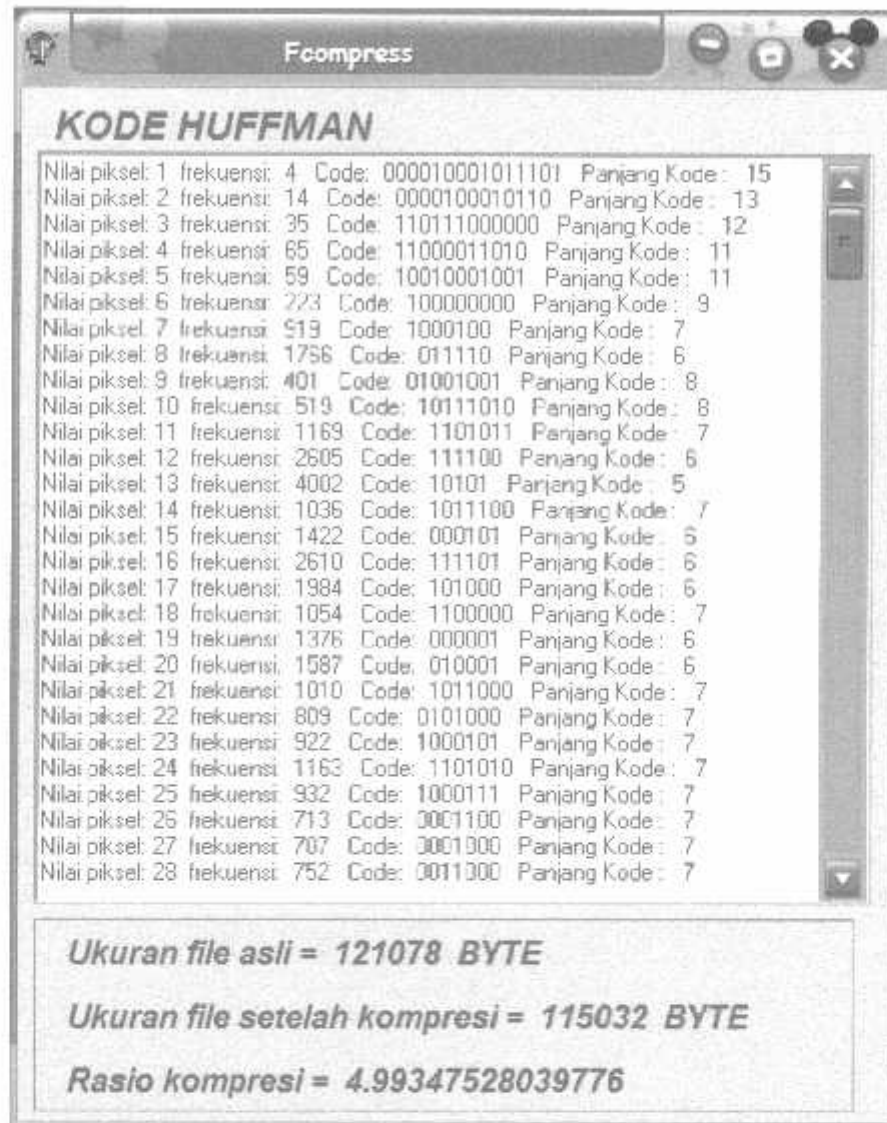 Fcompress
KODE HUFFMAN
Nilai piksel: 1 frekuensi: 4 Code: 000010001011101 Panjang Kode : 15
Nilai piksel: 2 frekuensi: 14 Code: 0000100010110 Panjang Kode : 13
Nilai piksel: 3 frekuensi: 35 Code: 110111000000 Panjang Kode : 12
Nilai piksel: 4 frekuensi: 65 Code: 11000011010 Panjang Kode : 11
Nilai piksel: 5 frekuensi: 59 Code: 10010001001 Panjang Kode : 11
Nilai piksel: 6 frekuensi: 223 Code: 100000000 Panjang Kode : 9
Nilai piksel: 7 frekuensi: 919 Code: 1000100 Panjang Kode : 7
Nilai piksel: 8 frekuensi: 1766 Code: 011110 Panjang Kode : 6
Nilai piksel: 9 frekuensi: 401 Code: 01001001 Panjang Kode : 8
Nilai piksel: 10 frekuensi: 519 Code: 10111010 Panjang Kode : 8
Nilai piksel: 11 frekuensi: 1169 Code: 1101011 Panjang Kode : 7
Nilai piksel: 12 frekuensi: 2605 Code: 111100 Panjang Kode : 6
Nilai piksel: 13 frekuensi: 4002 Code: 10101 Panjang Kode : 5
Nilai piksel: 14 frekuensi: 1036 Code: 1011100 Panjang Kode : 7
Nilai piksel: 15 frekuensi: 1422 Code: 000101 Panjang Kode : 6
Nilai piksel: 16 frekuensi: 2610 Code: 111101 Panjang Kode : 6
Nilai piksel: 17 frekuensi: 1984 Code: 101000 Panjang Kode : 6
Nilai piksel: 18 frekuensi: 1054 Code: 1100000 Panjang Kode : 7
Nilai piksel: 19 frekuensi: 1376 Code: 000001 Panjang Kode : 6
Nilai piksel: 20 frekuensi: 1587 Code: 010001 Panjang Kode : 6
Nilai piksel: 21 frekuensi: 1010 Code: 1011000 Panjang Kode : 7
Nilai piksel: 22 frekuensi: 809 Code: 0101000 Panjang Kode : 7
Nilai piksel: 23 frekuensi: 922 Code: 1000101 Panjang Kode : 7
Nilai piksel: 24 frekuensi: 1163 Code: 1101010 Panjang Kode : 7
Nilai piksel: 25 frekuensi: 932 Code: 1000111 Panjang Kode : 7
Nilai piksel: 26 frekuensi: 713 Code: 0001100 Panjang Kode : 7
Nilai piksel: 27 frekuensi: 707 Code: 0001000 Panjang Kode : 7
Nilai piksel: 28 frekuensi: 752 Code: 0011000 Panjang Kode : 7
Ukuran file asli = 121078 BYTE
Ukuran file setelah kompresi = 115032 BYTE
Rasio kompresi = 4.99347528039776